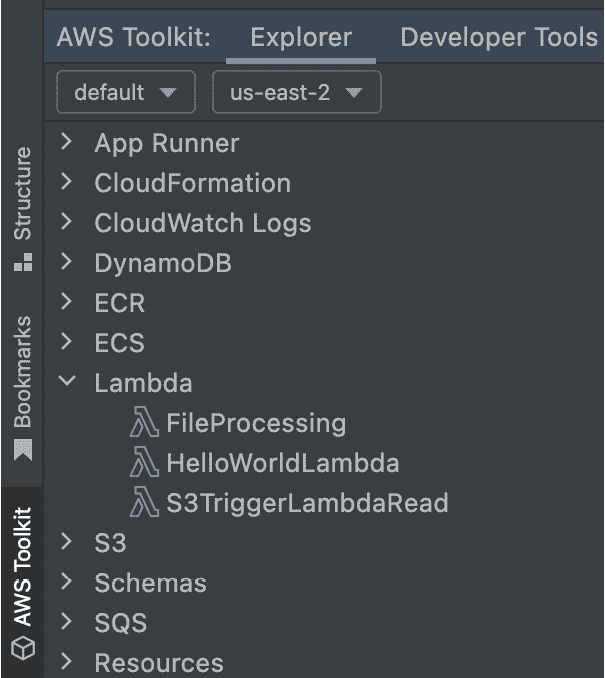 AWS Toolkit: Explorer Developer Tools
default us-east-2
App Runner
CloudFormation
CloudWatch Logs
DynamoDB
ECR
ECS
Lambda
FileProcessing
HelloWorldLambda
S3TriggerLambdaRead
S3
Schemas
SQS
Resources
Structure
Bookmarks
AWS Toolkit